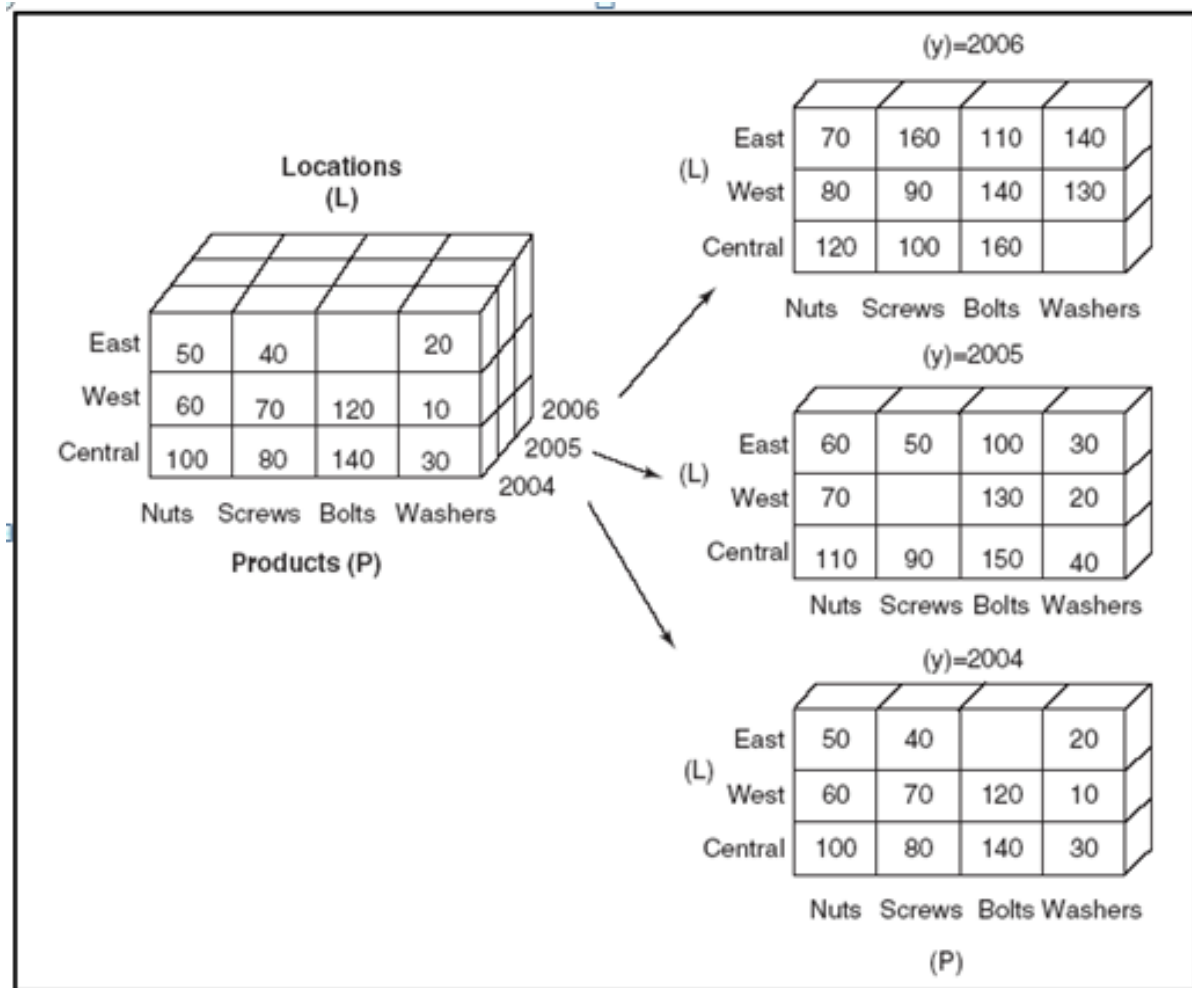 Locations
(L)
East 50 40 20
West 60 70 120 10
Central 100 80 140 30
2006
2005
2004
Nuts Screws Bolts Washers
Products (P)
(y)=2006
(L)
East 70 160 110 140
West 80 90 140 130
Central 120 100 160
Nuts Screws Bolts Washers
(y)=2005
(L)
East 60 50 100 30
West 70 130 20
Central 110 90 150 40
Nuts Screws Bolts Washers
(y)=2004
(L)
East 50 40 20
West 60 70 120 10
Central 100 80 140 30
Nuts Screws Bolts Washers
(P)